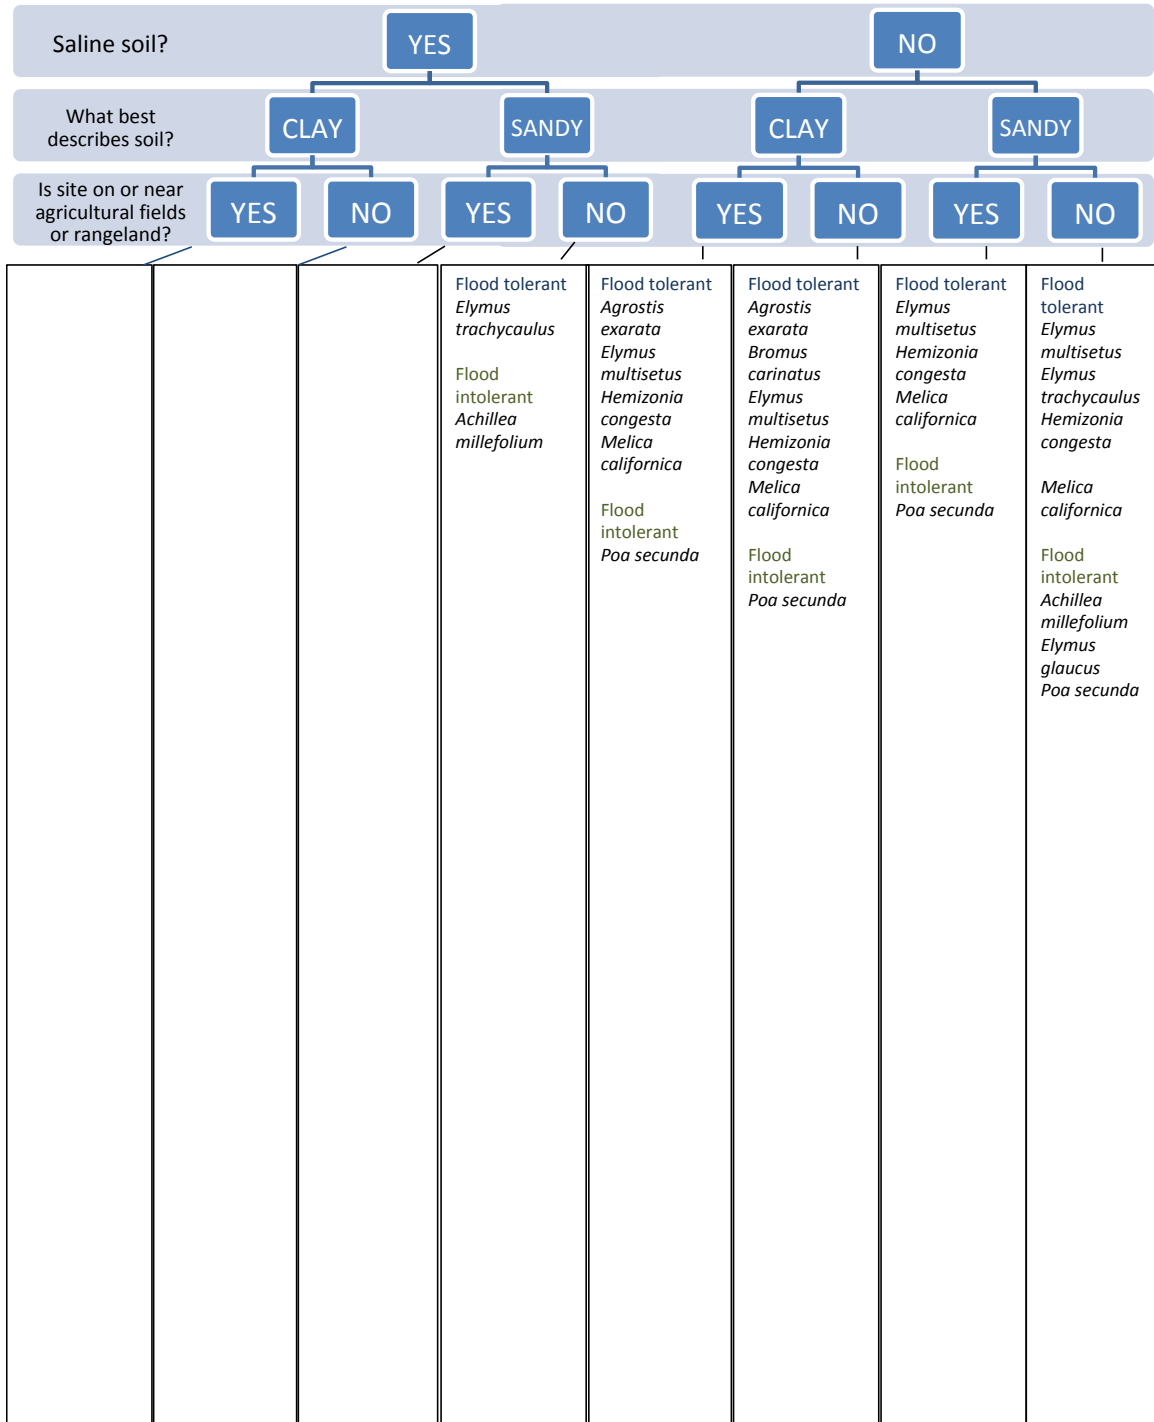 Saline soil?
YES
NO
What best
describes soil?
CLAY
SANDY
CLAY
SANDY
Is site on or near
agricultural fields
or rangeland?
YES
NO
YES
NO
YES
NO
YES
NO
Flood tolerant
Elymus
trachycaulus
Flood
intolerant
Achillea
millefolium
Flood tolerant
Agrostis
exarata
Elymus
multisetus
Hemizonia
congesta
Melica
californica
Flood
intolerant
Poa secunda
Flood tolerant
Agrostis
exarata
Bromus
carinatus
Elymus
multisetus
Hemizonia
congesta
Melica
californica
Flood
intolerant
Poa secunda
Flood tolerant
Elymus
multisetus
Hemizonia
congesta
Melica
californica
Flood
intolerant
Poa secunda
Flood
tolerant
Elymus
multisetus
Elymus
trachycaulus
Hemizonia
congesta
Melica
californica
Flood
intolerant
Achillea
millefolium
Elymus
glaucus
Poa secunda